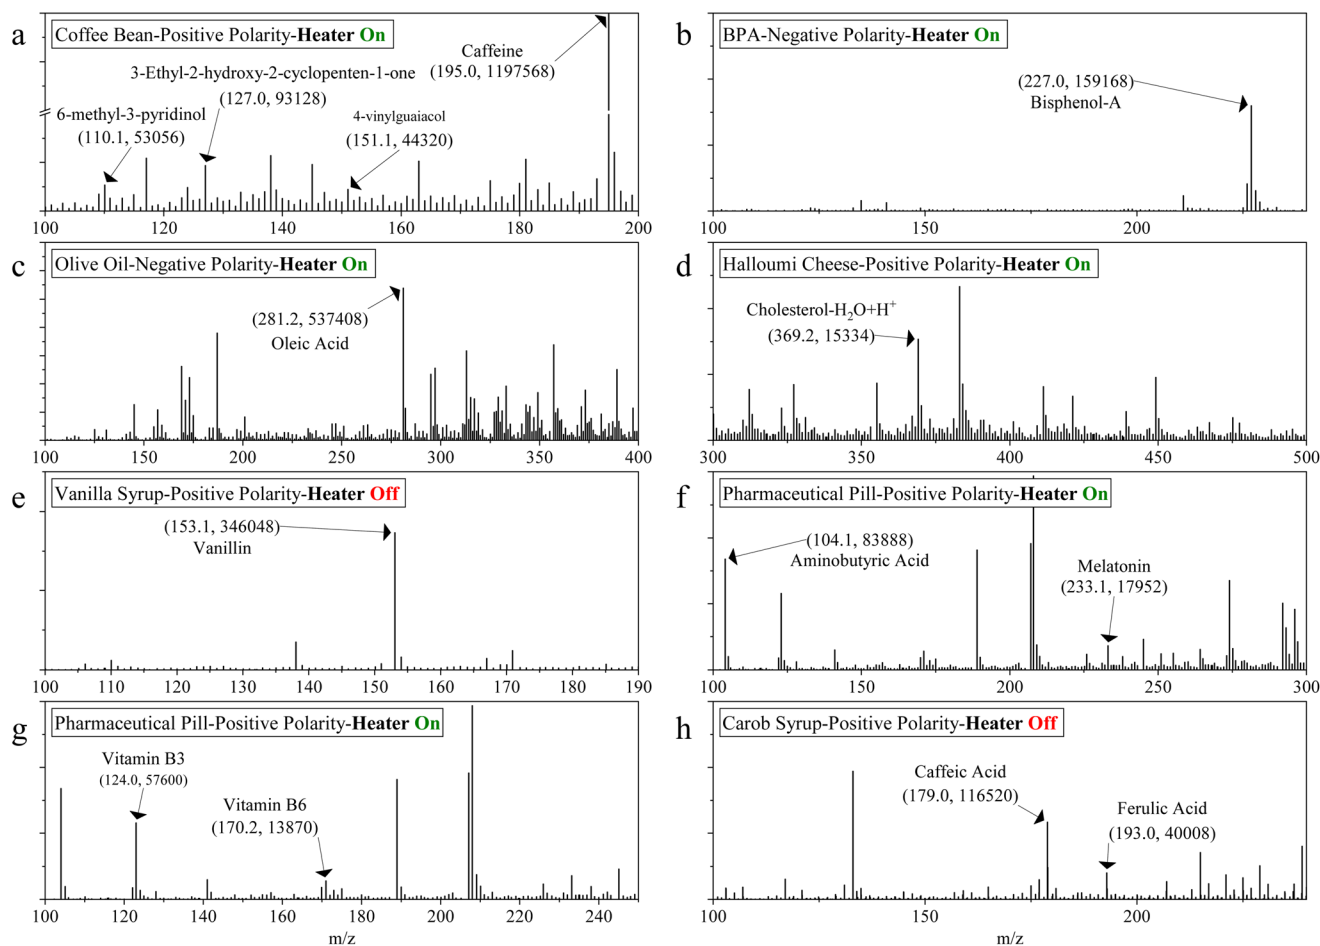 a
Coffee Bean-Positive Polarity-Heater On
Caffeine
(195.0, 1197568)
3-Ethyl-2-hydroxy-2-cyclopenten-1-one
(127.0, 93128)
6-methyl-3-pyridinol
(110.1, 53056)
4-vinylguaiacol
(151.1, 44320)
100 120 140 160 180 200
b
BPA-Negative Polarity-Heater On
(227.0, 159168)
Bisphenol-A
100 150 200
c
Olive Oil-Negative Polarity-Heater On
(281.2, 537408)
Oleic Acid
100 150 200 250 300 350 400
d
Halloumi Cheese-Positive Polarity-Heater On
Cholesterol-H₂O+H⁺
(369.2, 15334)
300 350 400 450 500
e
Vanilla Syrup-Positive Polarity-Heater Off
(153.1, 346048)
Vanillin
100 110 120 130 140 150 160 170 180 190
f
Pharmaceutical Pill-Positive Polarity-Heater On
(104.1, 83888)
Aminobutyric Acid
Melatonin
(233.1, 17952)
100 150 200 250 300
g
Pharmaceutical Pill-Positive Polarity-Heater On
Vitamin B3
(124.0, 57600)
Vitamin B6
(170.2, 13870)
100 120 140 160 180 200 220 240
m/z
h
Carob Syrup-Positive Polarity-Heater Off
Caffeic Acid
(179.0, 116520)
Ferulic Acid
(193.0, 40008)
100 150 200
m/z